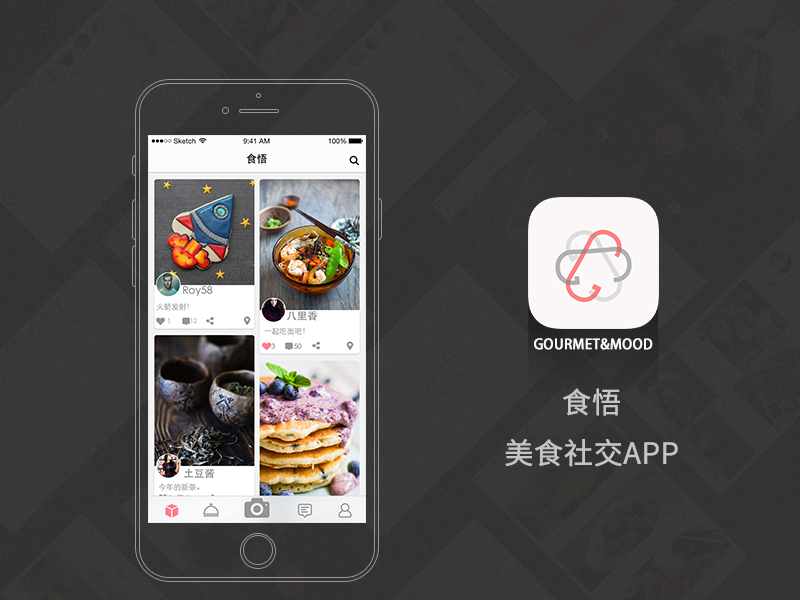 Sketch 9:41 AM 100%
食悟
Roy58
火箭发射！
1 12
八里香
一起吃面吧！
3 50
土豆酱
今年的新茶。
GOURMET&MOOD
食悟
美食社交APP